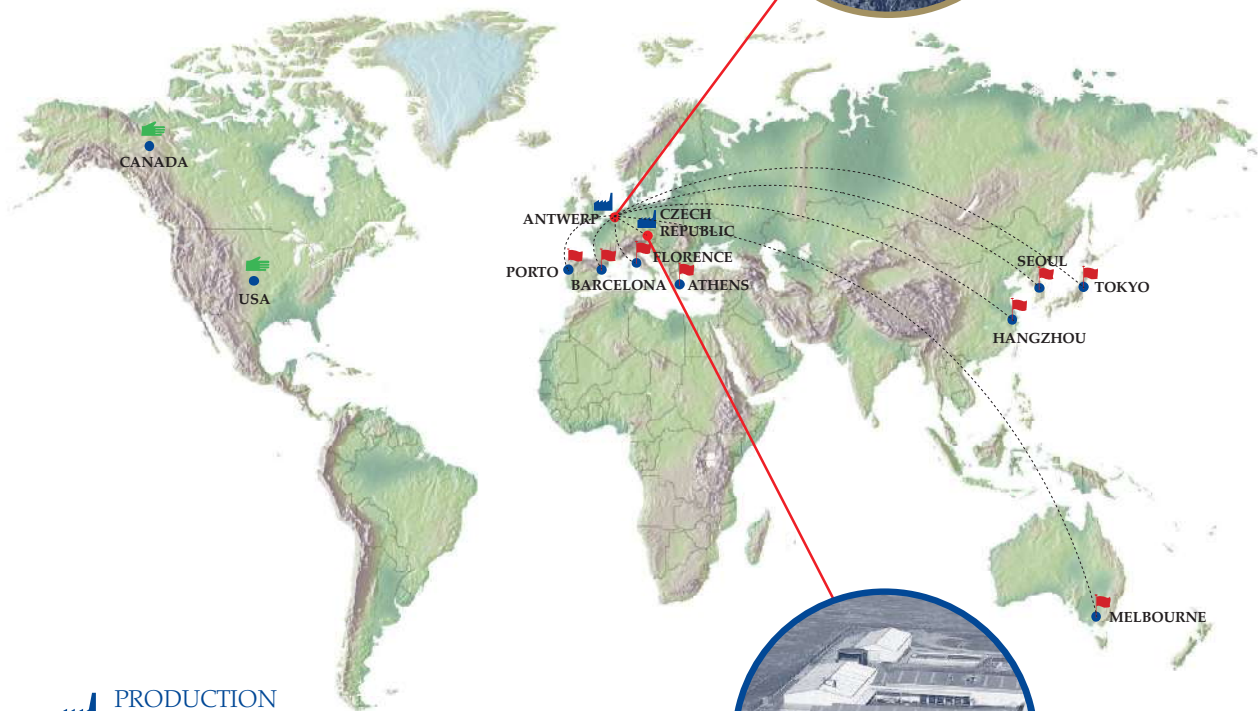 CANADA
ANTWERP
CZECH
REPUBLIC
FLORENCE
PORTO
BARCELONA
ATHENS
USA
SEOUL
TOKYO
HANGZHOU
MELBOURNE
PRODUCTION